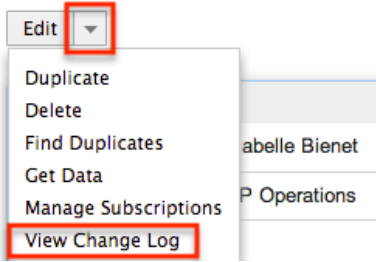 Edit
Duplicate
Delete
Find Duplicates
abelle Bienet
Get Data
Manage Subscriptions
P Operations
View Change Log